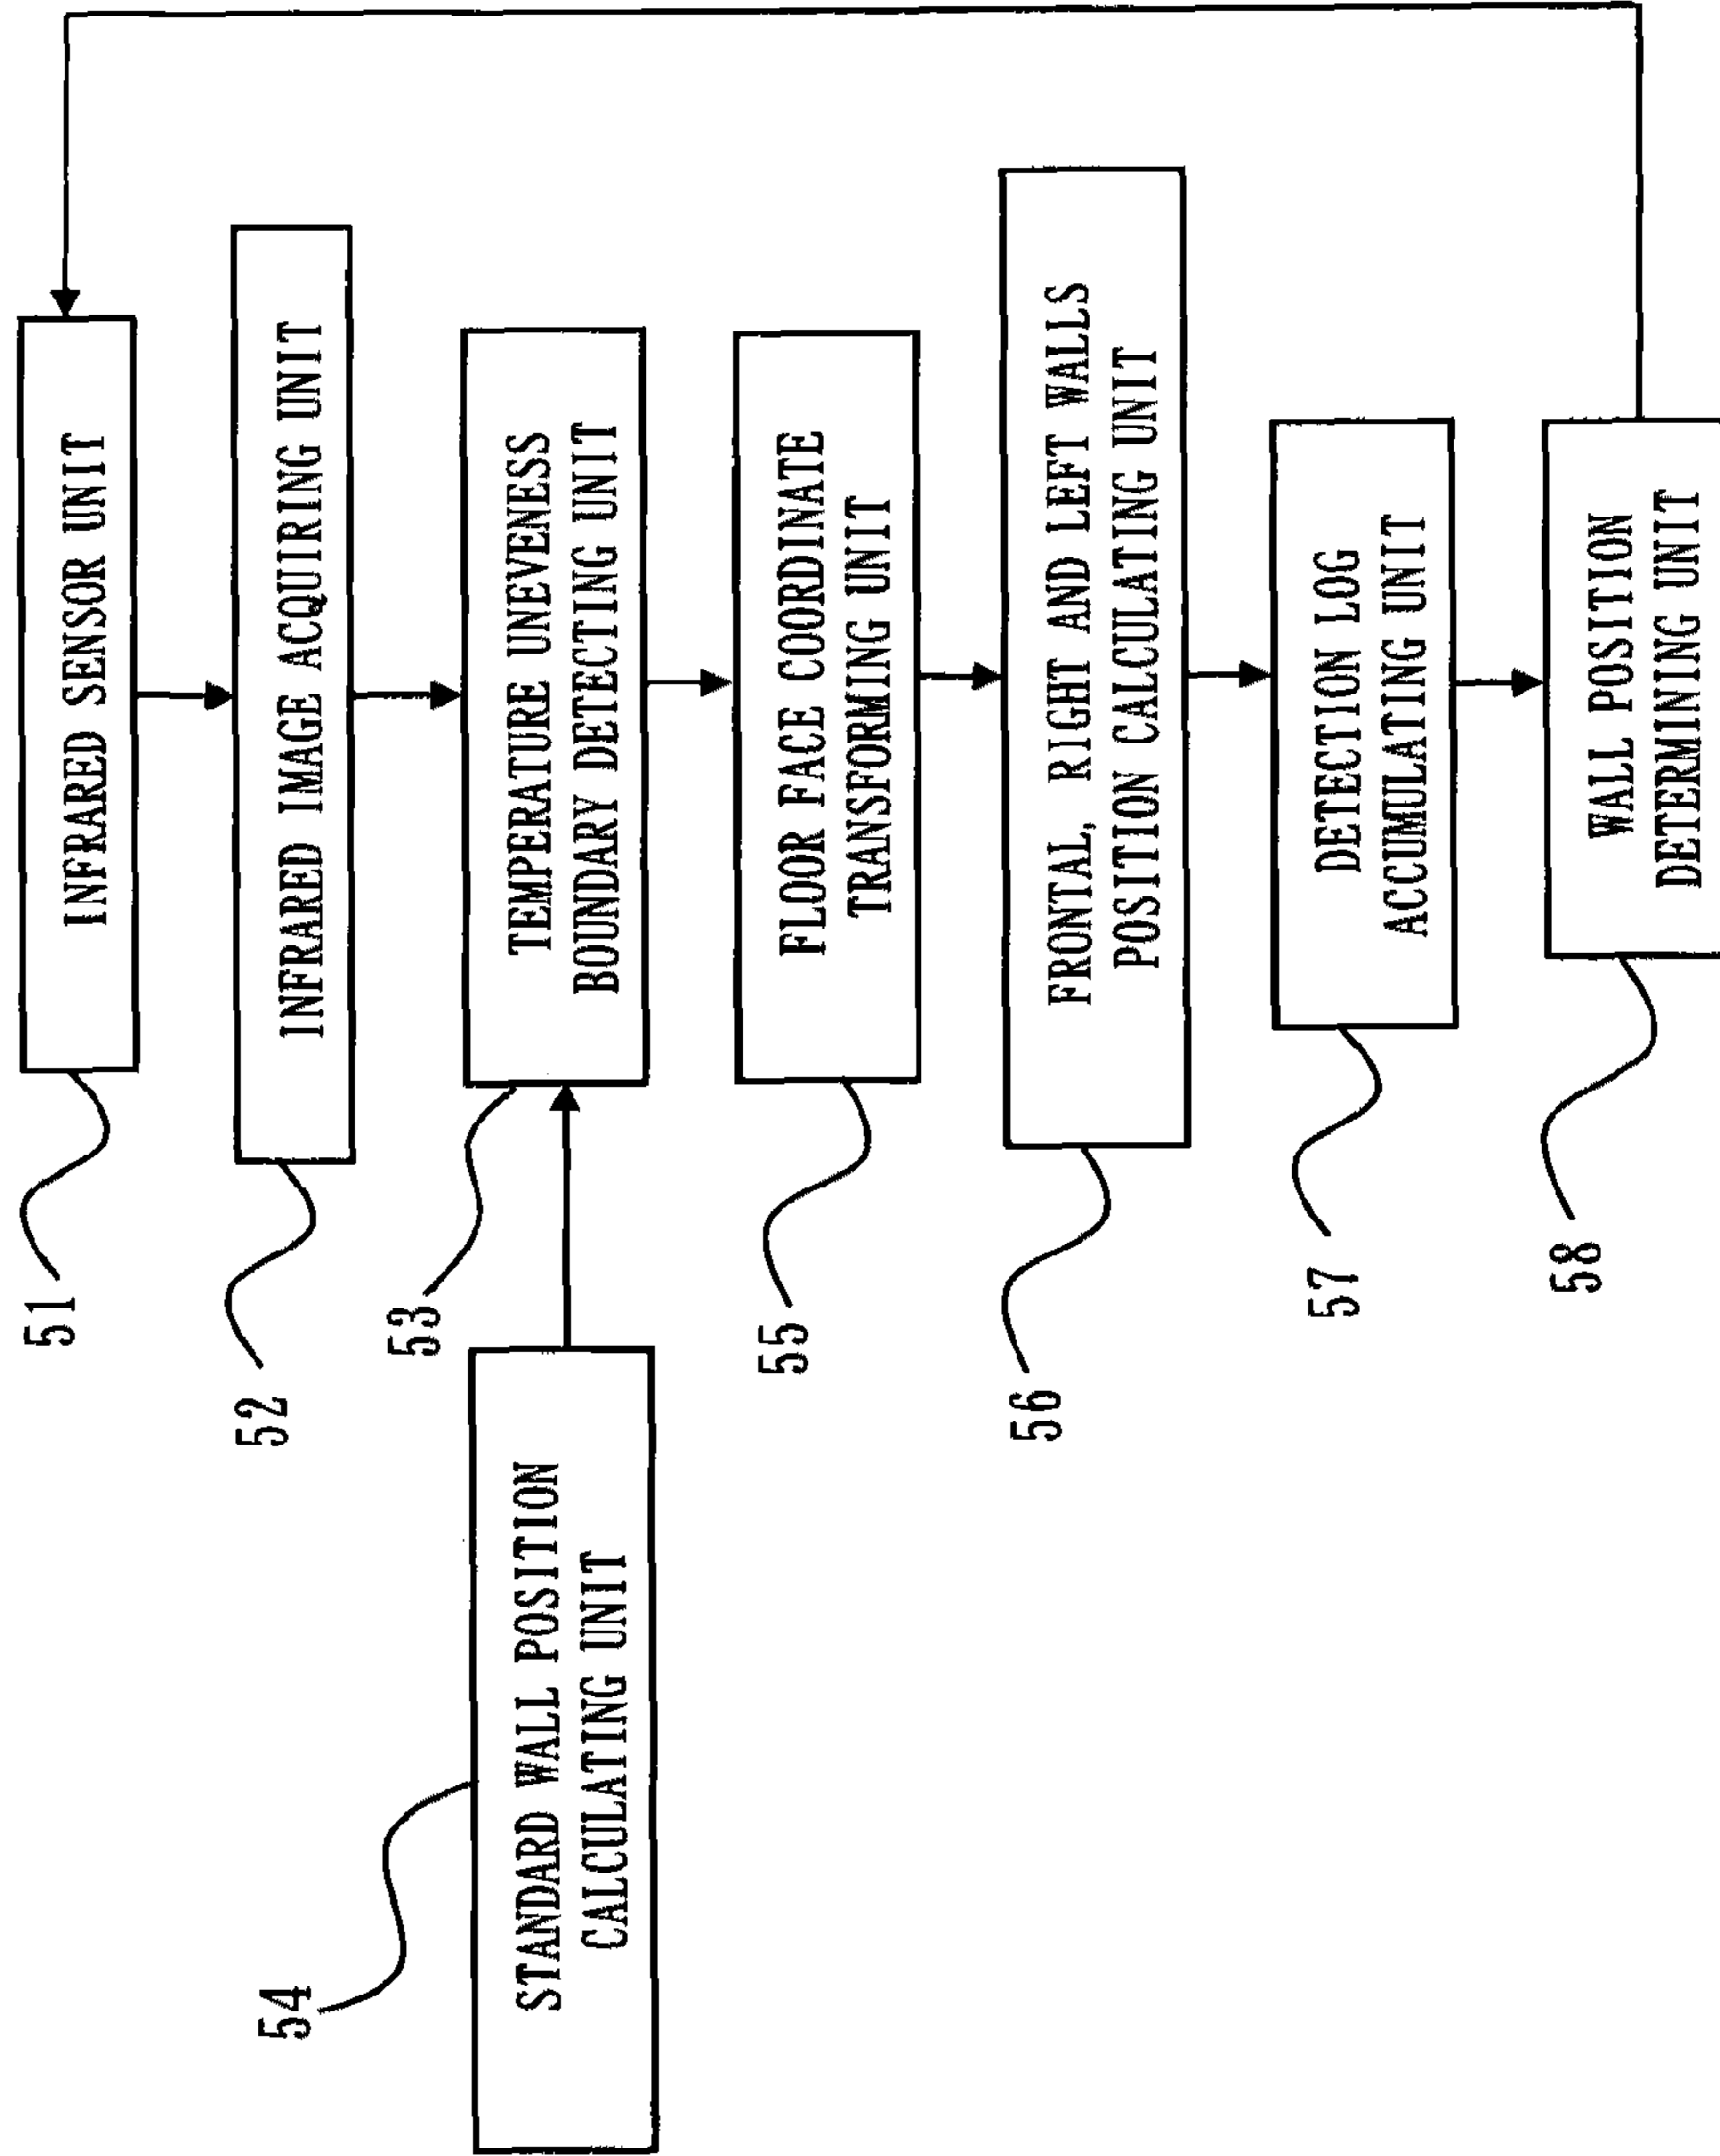 INFRARED SENSOR UNIT
51
INFRARED IMAGE ACQUIRING UNIT
52
TEMPERATURE UNEVENESS
BOUNDARY DETECTING UNIT
53
STANDARD WALL POSITION
CALCULATING UNIT
54
FLOOR FACE COORDINATE
TRANSFORMING UNIT
55
FRONTAL, RIGHT AND LEFT WALLS
POSITION CALCULATING UNIT
56
DETECTION LOG
ACCUMULATING UNIT
57
WALL POSITION
DETERMINING UNIT
58